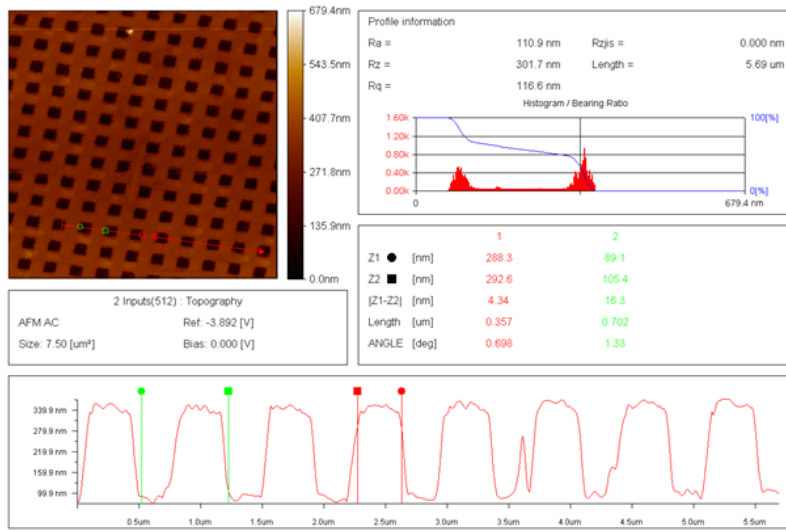 679.4nm
543.5nm
407.7nm
271.8nm
135.9nm
0.0nm
2 Inputs(512) : Topography
AFM AC Ref: -3.892 [V]
Size: 7.50 [um²] Bias: 0.000 [V]
Profile information
Ra = 110.9 nm Rzjis = 0.000 nm
Rz = 301.7 nm Length = 5.69 um
Rq = 116.6 nm
Histogram / Bearing Ratio
1.60k 100[%]
1.20k
0.80k
0.40k
0.00k 0[%]
0 679.4 nm
1 2
Z1 [nm] 288.3 89.1
Z2 [nm] 292.6 105.4
|Z1-Z2| [nm] 4.34 16.3
Length [um] 0.357 0.702
ANGLE [deg] 0.698 1.33
339.9 nm
279.9 nm
219.9 nm
159.9 nm
99.9 nm
0.5um 1.0um 1.5um 2.0um 2.5um 3.0um 3.5um 4.0um 4.5um 5.0um 5.5um